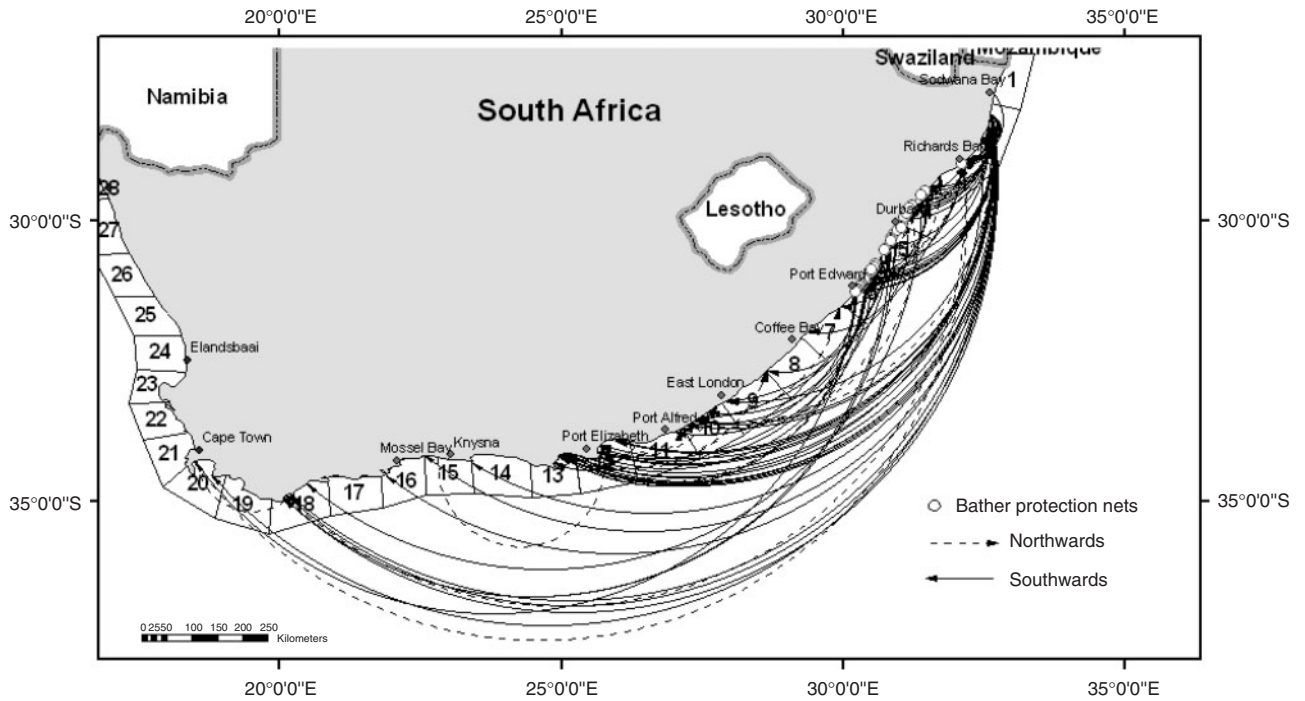 20°0'0"E 25°0'0"E 30°0'0"E 35°0'0"E
Mozambique
Swaziland
Sodwana Bay 1
Namibia
South Africa
Richards Bay
28
Lesotho
30°0'0"S 30°0'0"S
27
26
Port Edward
25
7
Coffee Bay
24 Elandsbaai
8
23
East London
9
22
Port Alfred
10
21 Cape Town
Mossel Bay Knysna Port Elizabeth
11
20 19 18 17 16 15 14 13
35°0'0"S 35°0'0"S
Bather protection nets
Northwards
Southwards
0 25 50 100 150 200 250
Kilometers
20°0'0"E 25°0'0"E 30°0'0"E 35°0'0"E